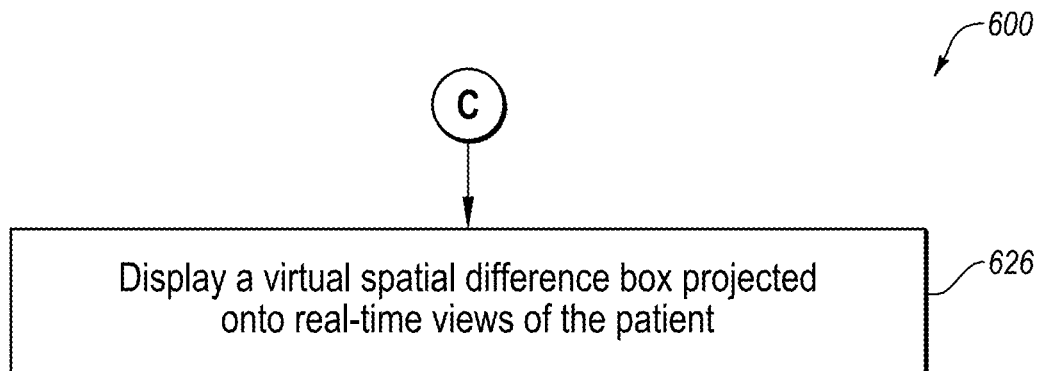 600
C
Display a virtual spatial difference box projected
onto real-time views of the patient
626